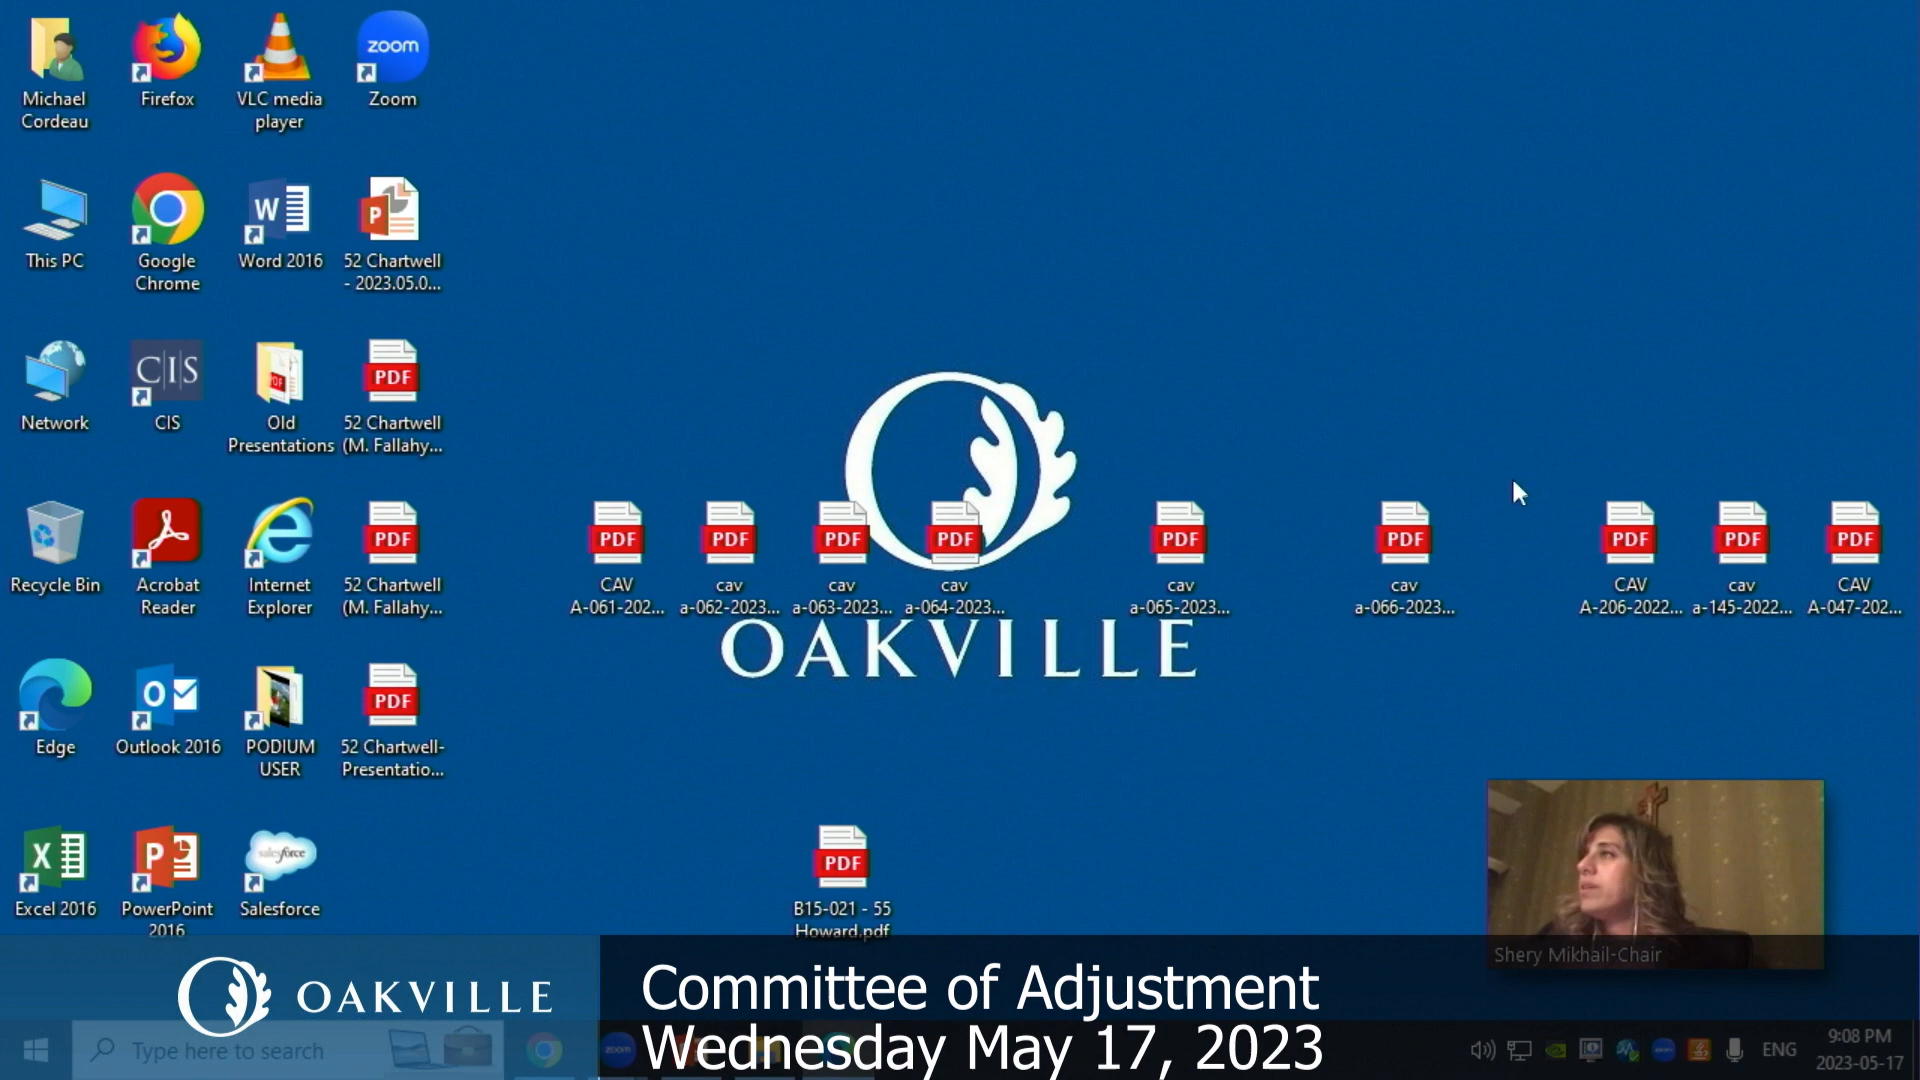 Michael
Cordeau
Firefox
VLC media
player
zoom
Zoom
This PC
Google
Chrome
W
Word 2016
P
52 Chartwell
- 2023.05.0...
Network
C|I|S
CIS
PDF
Old
Presentations
PDF
52 Chartwell
(M. Fallahy...
Recycle Bin
Acrobat
Reader
Internet
Explorer
PDF
52 Chartwell
(M. Fallahy...
PDF
CAV
A-061-202...
PDF
cav
a-062-2023...
PDF
cav
a-063-2023...
PDF
cav
a-064-2023...
PDF
cav
a-065-2023...
PDF
cav
a-066-2023...
PDF
CAV
A-206-2022...
PDF
cav
a-145-2022...
PDF
CAV
A-047-202...
OAKVILLE
Edge
O
Outlook 2016
PODIUM
USER
PDF
52 Chartwell-
Presentatio...
X
Excel 2016
P
PowerPoint
2016
salesforce
Salesforce
PDF
B15-021 - 55
Howard.pdf
Shery Mikhail-Chair
OAKVILLE
Committee of Adjustment
Wednesday May 17, 2023
Type here to search
zoom
ENG
9:08 PM
2023-05-17